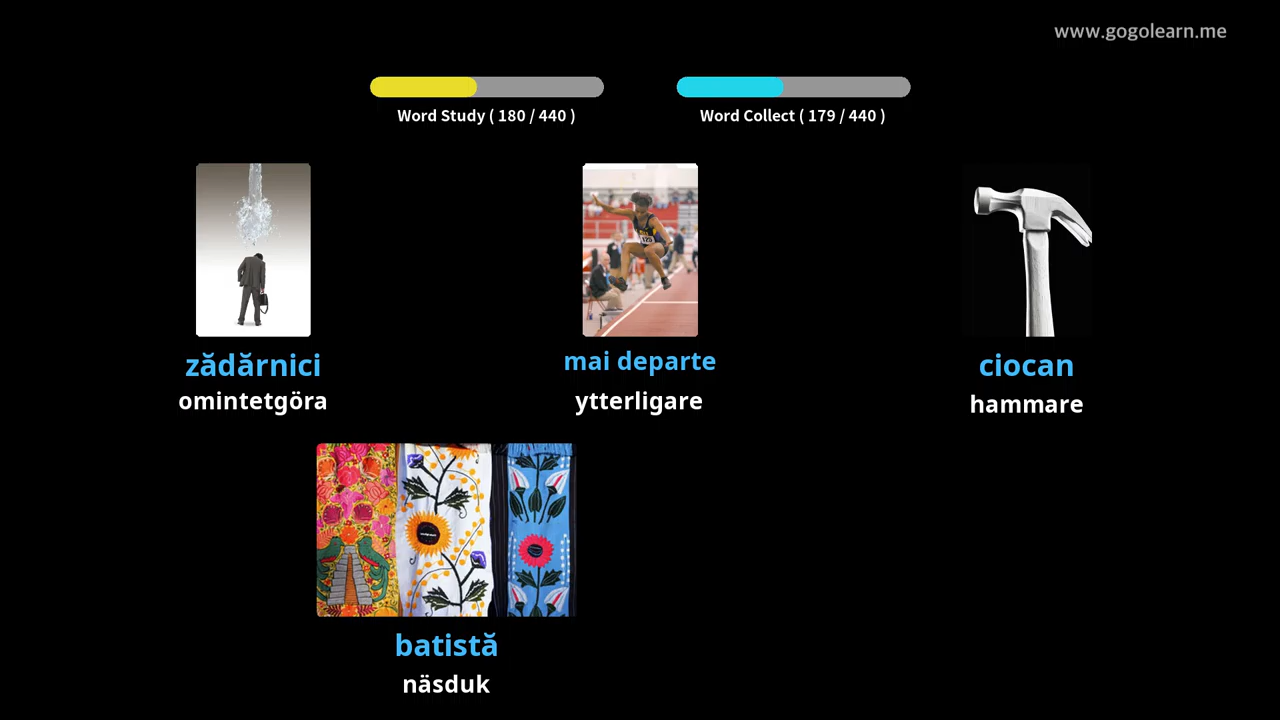 www.gogolearn.me
Word Study ( 180 / 440 )
Word Collect ( 179 / 440 )
zădărnici
omintetgöra
mai departe
ytterligare
ciocan
hammare
batistă
näsduk